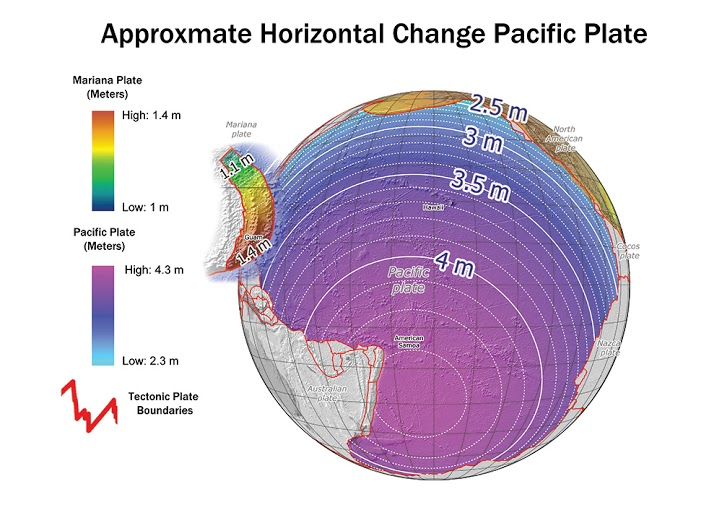 Approxmate Horizontal Change Pacific Plate
Mariana Plate
(Meters)
High: 1.4 m
Low: 1 m
Pacific Plate
(Meters)
High: 4.3 m
Low: 2.3 m
Tectonic Plate
Boundaries
Mariana
plate
1.1 m
Guam
1.4 m
2.5 m
3 m
3.5 m
North
American
plate
Hawaii
Cocos
plate
4 m
Pacific
plate
American
Samoa
Nazca
plate
Australian
plate